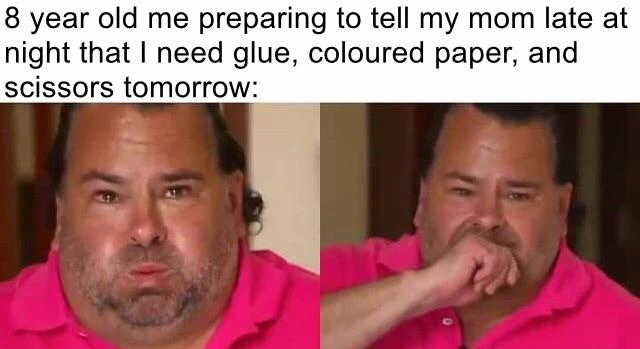 8 year old me preparing to tell my mom late at
night that I need glue, coloured paper, and
scissors tomorrow: